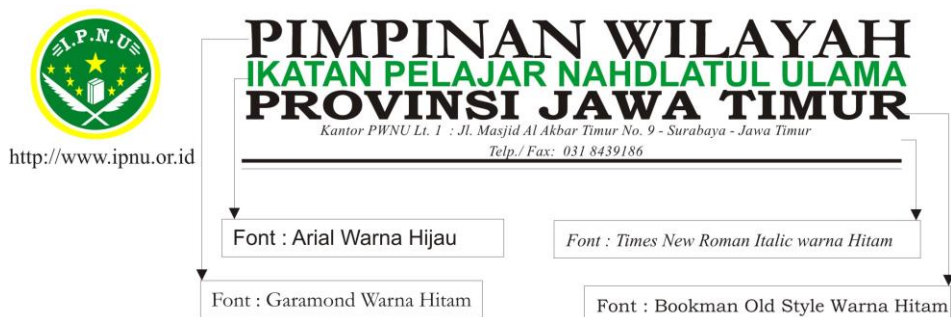 I.P.N.U
http://www.ipnu.or.id
PIMPINAN WILAYAH
IKATAN PELAJAR NAHDLATUL ULAMA
PROVINSI JAWA TIMUR
Kantor PWNU Lt. 1 : Jl. Masjid Al Akbar Timur No. 9 - Surabaya - Jawa Timur
Telp./ Fax: 031 8439186
Font : Arial Warna Hijau
Font : Times New Roman Italic warna Hitam
Font : Garamond Warna Hitam
Font : Bookman Old Style Warna Hitam